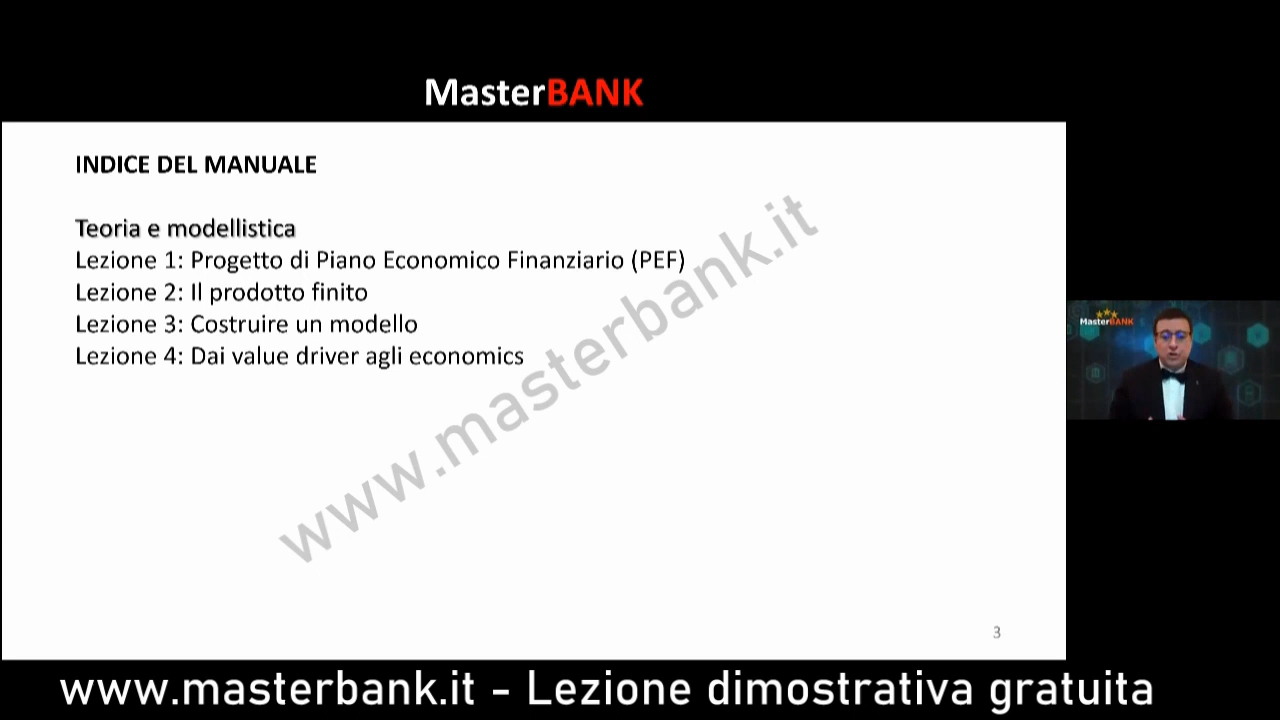 MasterBANK
INDICE DEL MANUALE
Teoria e modellistica
Lezione 1: Progetto di Piano Economico Finanziario (PEF)
Lezione 2: Il prodotto finito
Lezione 3: Costruire un modello
Lezione 4: Dai value driver agli economics
www.masterbank.it
MasterBANK
3
www.masterbank.it - Lezione dimostrativa gratuita